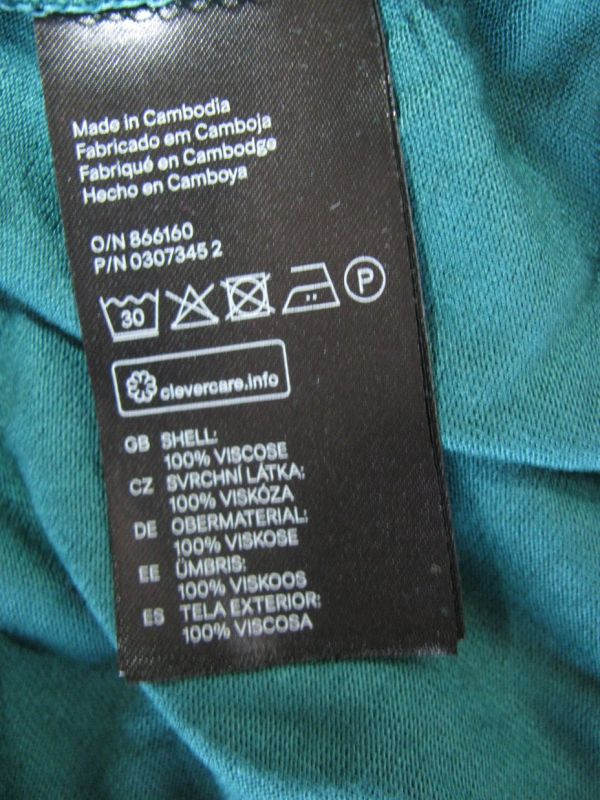 Made in Cambodia
Fabricado em Camboja
Fabriqué en Cambodge
Hecho en Camboya
O/N 866160
P/N 0307345 2
30 P
clevercare.info
GB SHELL:
100% VISCOSE
CZ SVRCHNÍ LÁTKA:
100% VISKÓZA
DE OBERMATERIAL:
100% VISKOSE
EE ÜMBRIS:
100% VISKOOS
ES TELA EXTERIOR:
100% VISCOSA